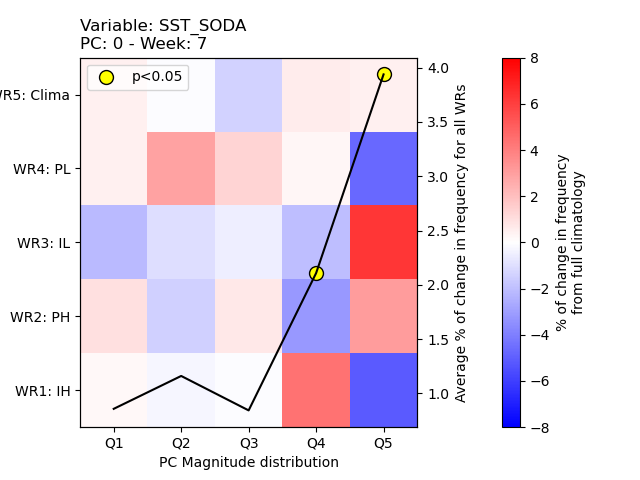 Variable: SST_SODA
PC: 0 - Week: 7
p<0.05
WR5: Clima
WR4: PL
WR3: IL
WR2: PH
WR1: IH
Q1 Q2 Q3 Q4 Q5
PC Magnitude distribution
4.0
3.5
3.0
2.5
2.0
1.5
1.0
Average % of change in frequency for all WRs
8
6
4
2
0
−2
−4
−6
−8
% of change in frequency
from full climatology